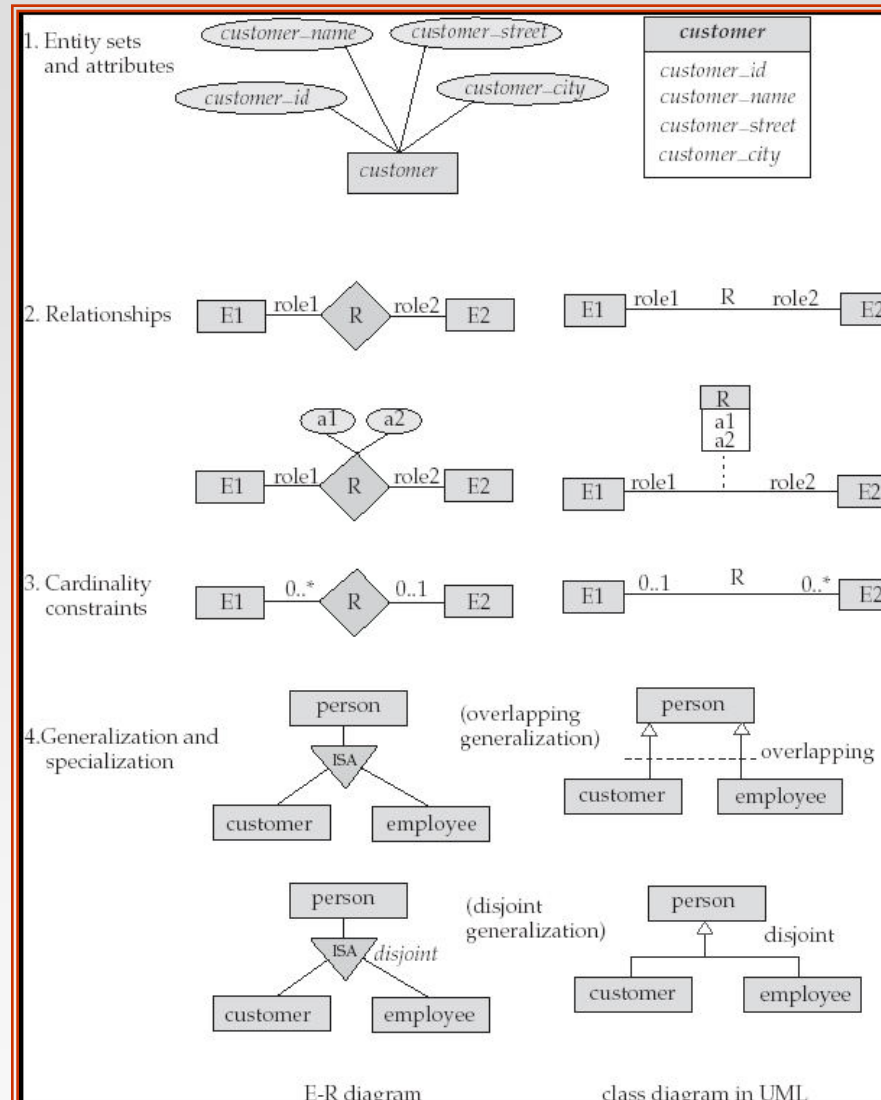 1. Entity sets
and attributes
customer_name
customer_street
customer_id
customer_city
customer
customer
customer_id
customer_name
customer_street
customer_city
2. Relationships
E1
role1
R
role2
E2
E1
role1
R
role2
E2
a1
a2
E1
role1
R
role2
E2
R
a1
a2
E1
role1
role2
E2
3. Cardinality
constraints
E1
0..*
R
0..1
E2
E1
0..1
R
0..*
E2
4.Generalization and
specialization
person
ISA
customer
employee
(overlapping
generalization)
person
overlapping
customer
employee
person
ISA
disjoint
customer
employee
(disjoint
generalization)
person
disjoint
customer
employee
E-R diagram
class diagram in UML